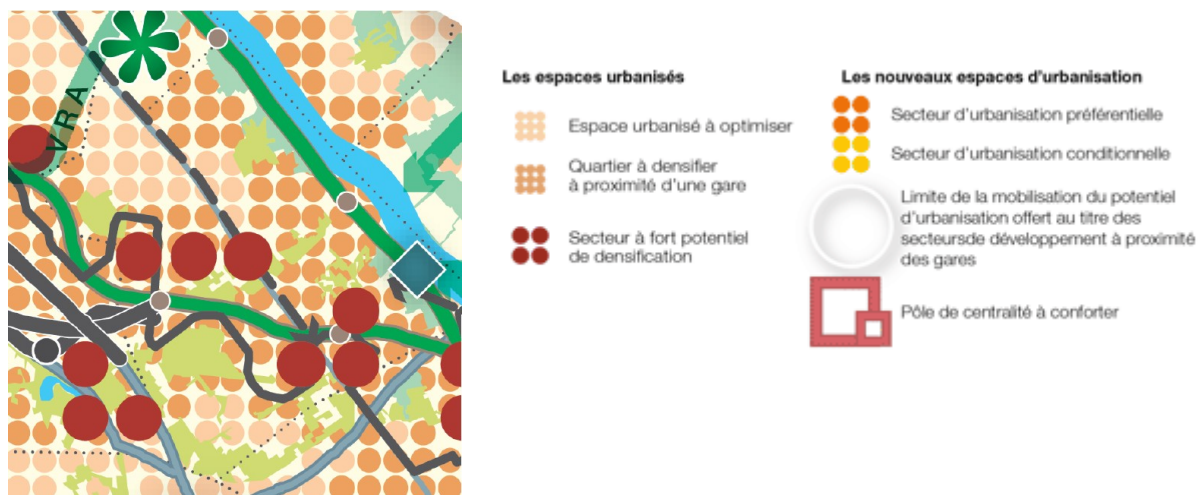 VRA
Les espaces urbanisés
Espace urbanisé à optimiser
Quartier à densifier
à proximité d'une gare
Secteur à fort potentiel
de densification
Les nouveaux espaces d'urbanisation
Secteur d'urbanisation préférentielle
Secteur d'urbanisation conditionnelle
Limite de la mobilisation du potentiel
d'urbanisation offert au titre des
secteursde développement à proximité
des gares
Pôle de centralité à conforter